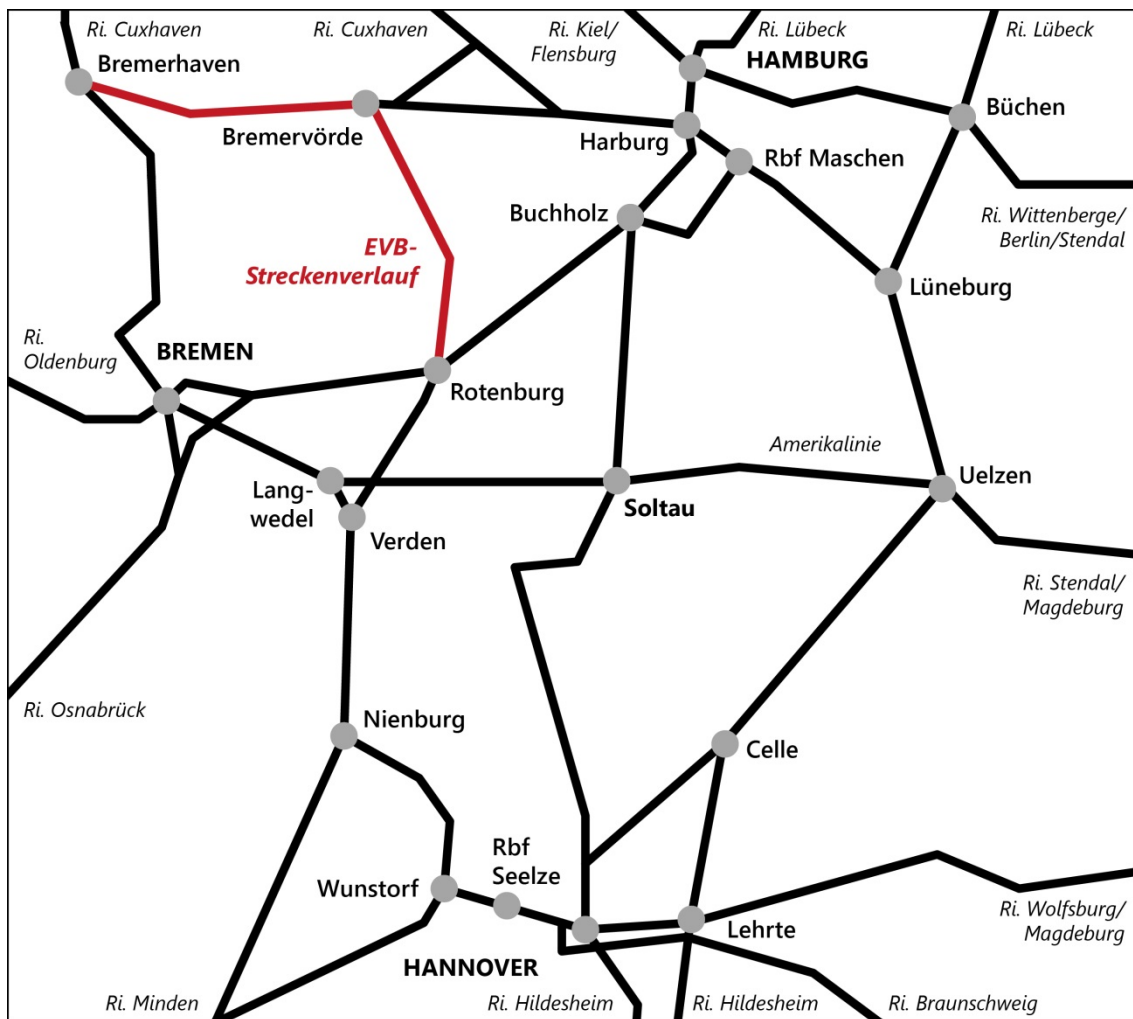 Ri. Cuxhaven
Ri. Cuxhaven
Ri. Kiel/
Flensburg
Ri. Lübeck
Ri. Lübeck
HAMBURG
Bremerhaven
Büchen
Bremervörde
Harburg
Rbf Maschen
Buchholz
Ri. Wittenberge/
Berlin/Stendal
EVB-
Streckenverlauf
Lüneburg
Ri.
Oldenburg
BREMEN
Rotenburg
Amerikalinie
Uelzen
Lang-
wedel
Soltau
Verden
Ri. Stendal/
Magdeburg
Ri. Osnabrück
Nienburg
Celle
Rbf
Seelze
Wunstorf
Lehrte
Ri. Wolfsburg/
Magdeburg
HANNOVER
Ri. Minden
Ri. Hildesheim
Ri. Hildesheim
Ri. Braunschweig